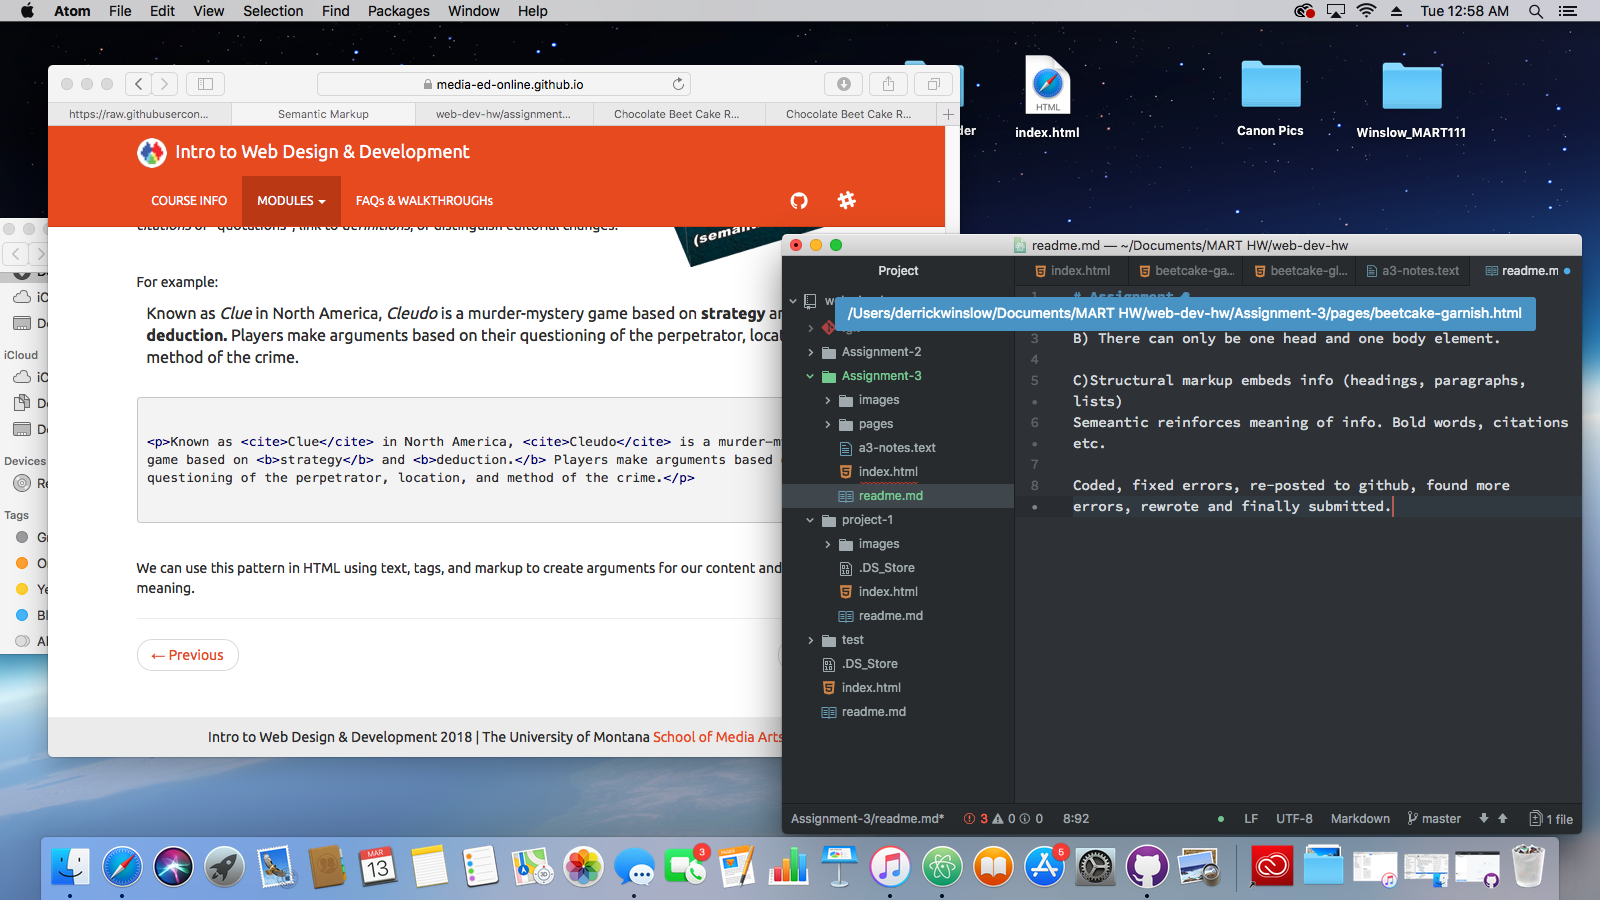 Atom File Edit View Selection Find Packages Window Help
Tue 12:58 AM
media-ed-online.github.io
https://raw.githubusercon...
Semantic Markup
web-dev-hw/assignment...
Chocolate Beet Cake R...
Chocolate Beet Cake R...
Intro to Web Design & Development
COURSE INFO
MODULES
FAQs & WALKTHROUGHs
(seman
For example:
Known as Clue in North America, Cleudo is a murder-mystery game based on strategy an
deduction. Players make arguments based on their questioning of the perpetrator, locat
method of the crime.
<p>Known as <cite>Clue</cite> in North America, <cite>Cleudo</cite> is a murder-m
game based on <b>strategy</b> and <b>deduction.</b> Players make arguments based
questioning of the perpetrator, location, and method of the crime.</p>
We can use this pattern in HTML using text, tags, and markup to create arguments for our content and
meaning.
← Previous
Intro to Web Design & Development 2018 | The University of Montana School of Media Arts
iCloud
Devices
Tags
der
HTML
index.html
Canon Pics
Winslow_MART111
readme.md — ~/Documents/MART HW/web-dev-hw
Project
index.html
beetcake-ga...
beetcake-gl...
a3-notes.text
readme.m
/Users/derrickwinslow/Documents/MART HW/web-dev-hw/Assignment-3/pages/beetcake-garnish.html
Assignment-2
Assignment-3
images
pages
a3-notes.text
index.html
readme.md
project-1
images
.DS_Store
index.html
readme.md
test
.DS_Store
index.html
readme.md
3 B) There can only be one head and one body element.
4
5 C)Structural markup embeds info (headings, paragraphs,
lists)
6 Semeantic reinforces meaning of info. Bold words, citations
etc.
7
8 Coded, fixed errors, re-posted to github, found more
errors, rewrote and finally submitted.
Assignment-3/readme.md* 3 0 0 8:92
LF UTF-8 Markdown master 1 file
MAR
13
3
PAGES
3D
5